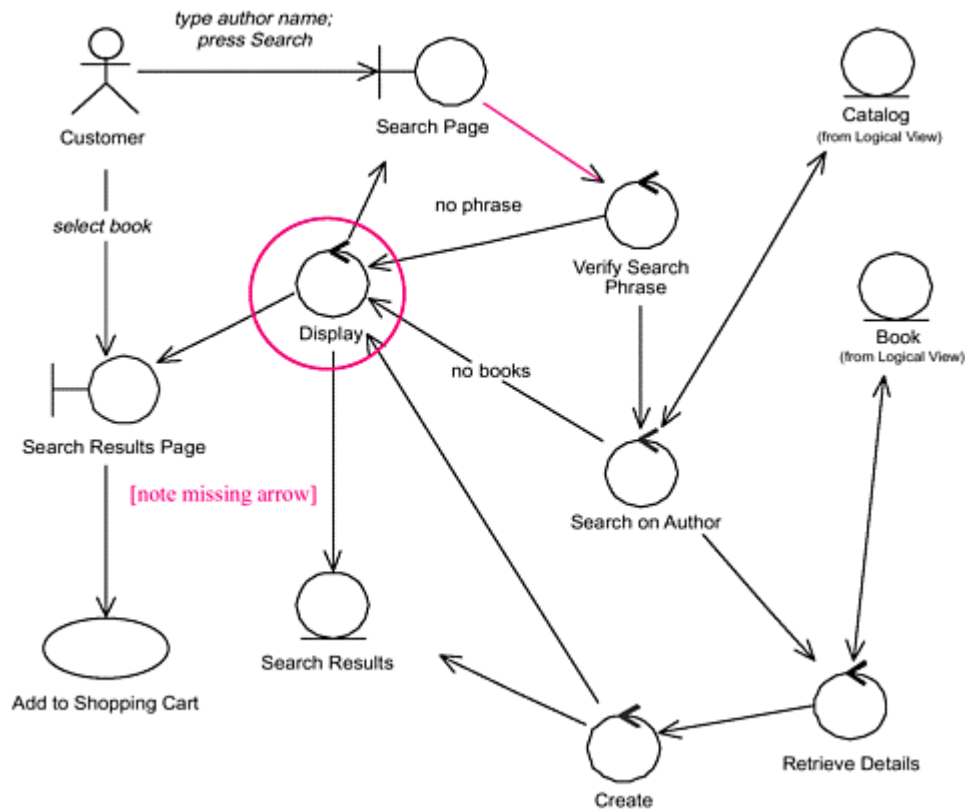 type author name;
press Search
Customer
Search Page
Catalog
(from Logical View)
select book
no phrase
Verify Search
Phrase
Display
Book
(from Logical View)
no books
Search Results Page
[note missing arrow]
Search on Author
Search Results
Add to Shopping Cart
Retrieve Details
Create